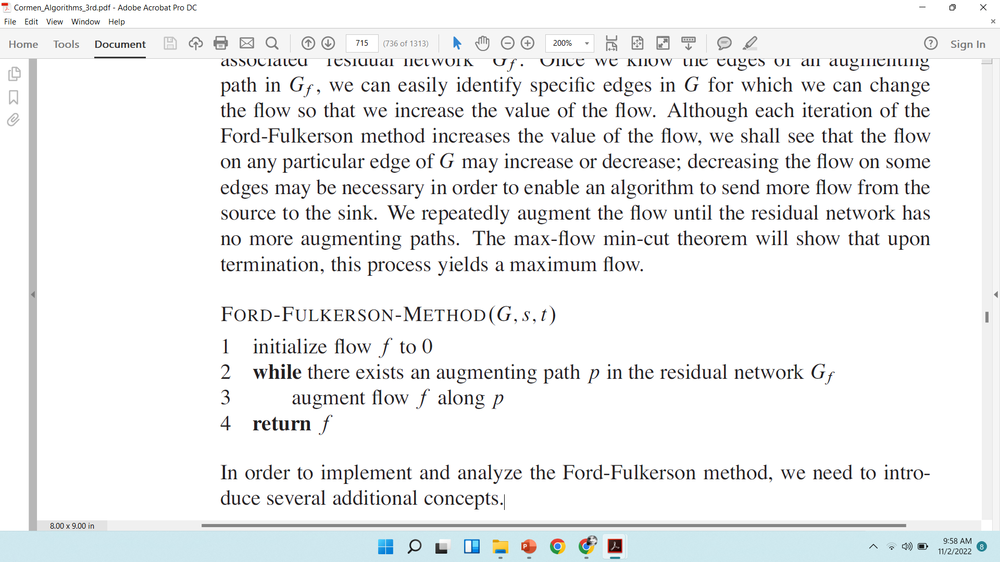 Cormen_Algorithms_3rd.pdf - Adobe Acrobat Pro DC
File Edit View Window Help
Home Tools Document 715 (736 of 1313) 200% Sign In
associated "residual network" Gf. Once we know the edges of an augmenting
path in Gf, we can easily identify specific edges in G for which we can change
the flow so that we increase the value of the flow. Although each iteration of the
Ford-Fulkerson method increases the value of the flow, we shall see that the flow
on any particular edge of G may increase or decrease; decreasing the flow on some
edges may be necessary in order to enable an algorithm to send more flow from the
source to the sink. We repeatedly augment the flow until the residual network has
no more augmenting paths. The max-flow min-cut theorem will show that upon
termination, this process yields a maximum flow.
FORD-FULKERSON-METHOD(G, s, t)
1 initialize flow f to 0
2 while there exists an augmenting path p in the residual network Gf
3 augment flow f along p
4 return f
In order to implement and analyze the Ford-Fulkerson method, we need to intro-
duce several additional concepts.
8.00 x 9.00 in
9:58 AM
11/2/2022
8